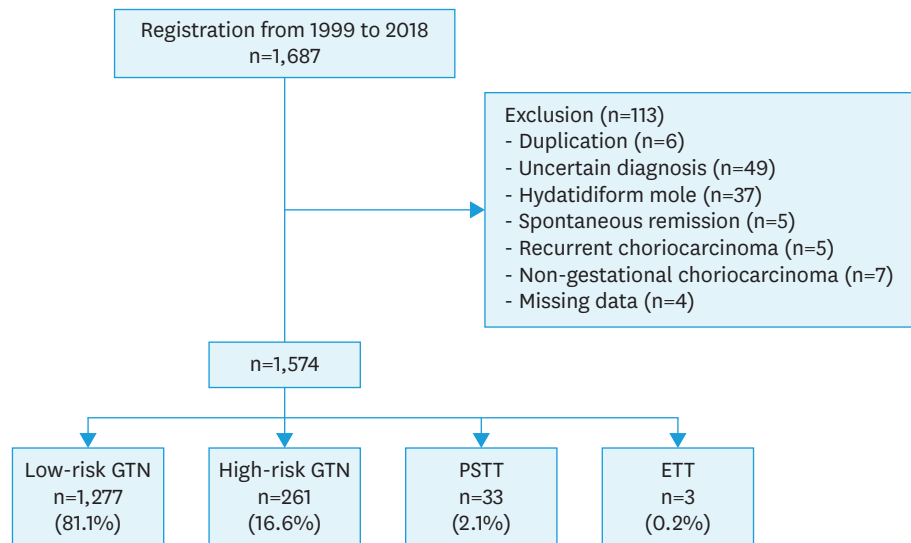 Registration from 1999 to 2018
n=1,687
Exclusion (n=113)
- Duplication (n=6)
- Uncertain diagnosis (n=49)
- Hydatidiform mole (n=37)
- Spontaneous remission (n=5)
- Recurrent choriocarcinoma (n=5)
- Non-gestational choriocarcinoma (n=7)
- Missing data (n=4)
n=1,574
Low-risk GTN
n=1,277
(81.1%)
High-risk GTN
n=261
(16.6%)
PSTT
n=33
(2.1%)
ETT
n=3
(0.2%)